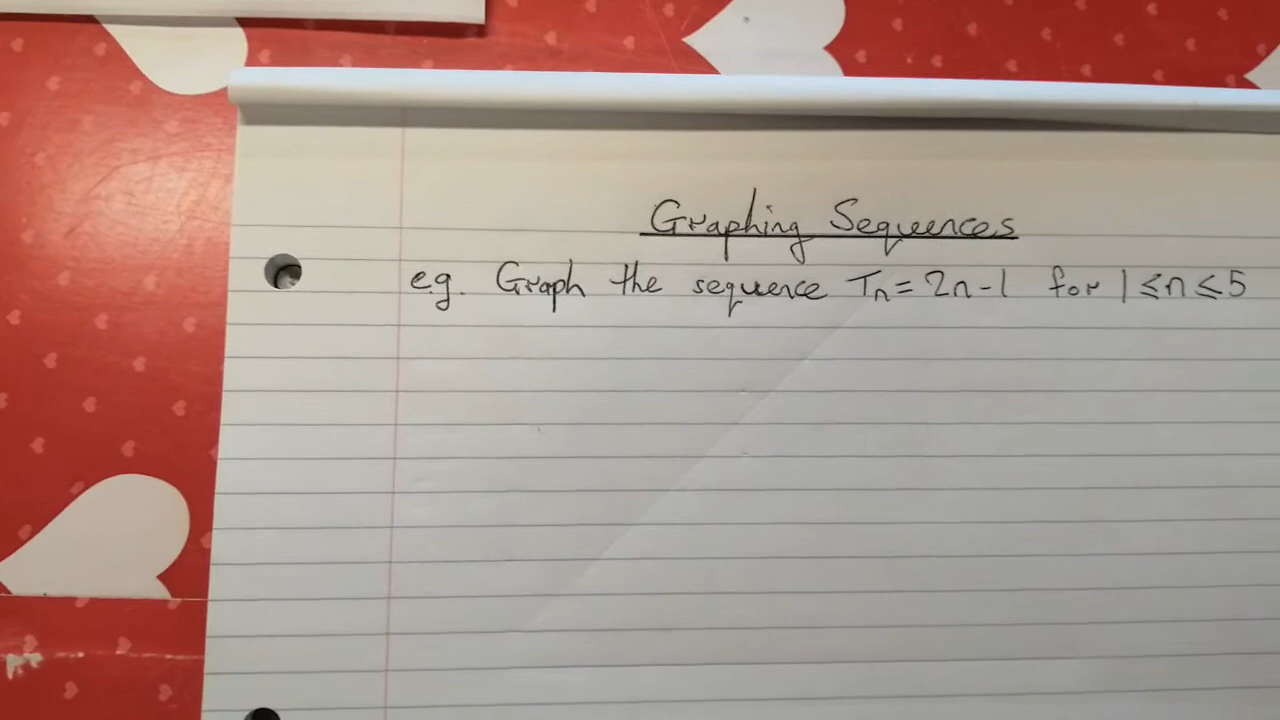 Graphing Sequences
e.g. Graph the sequence Tₙ = 2n-1 for 1 ≤ n ≤ 5